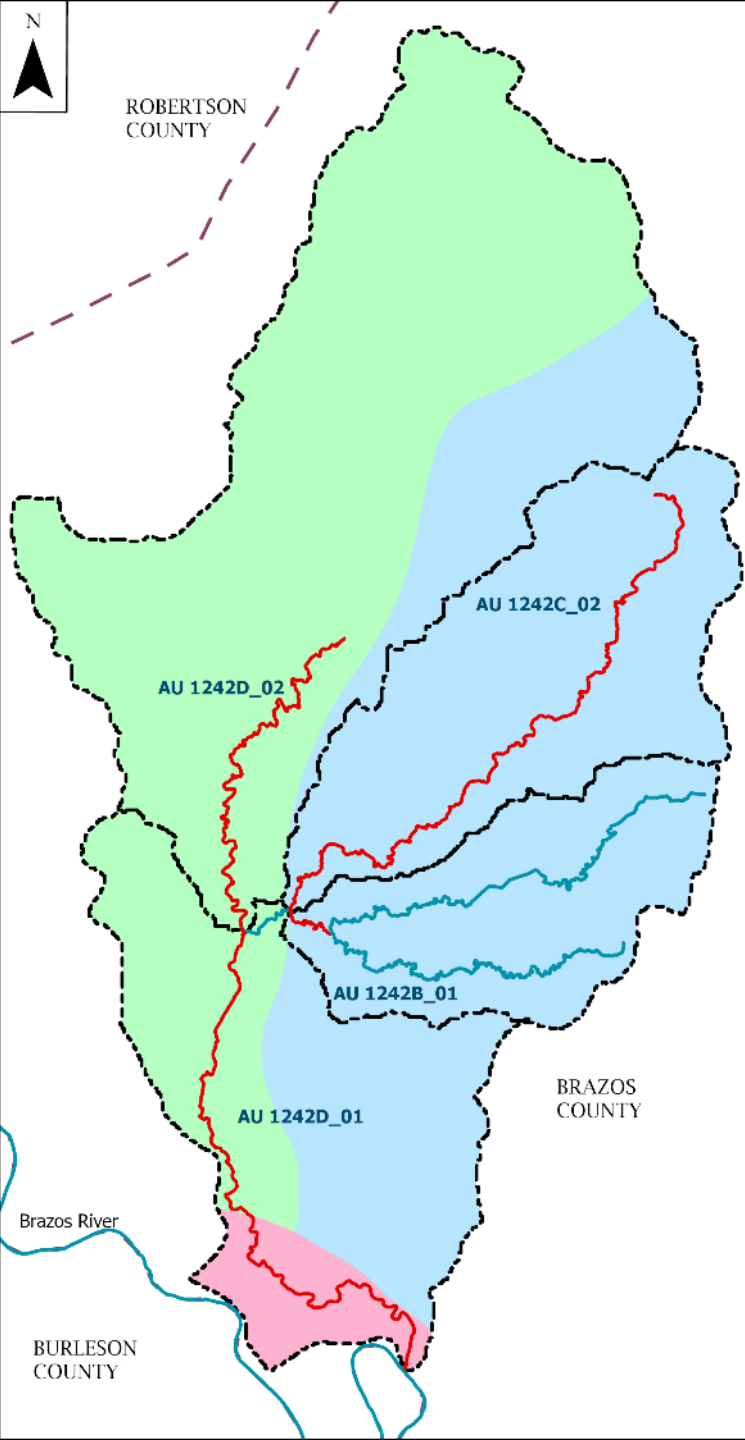 N
ROBERTSON
COUNTY
AU 1242C_02
AU 1242D_02
AU 1242B_01
BRAZOS
COUNTY
AU 1242D_01
Brazos River
BURLESON
COUNTY